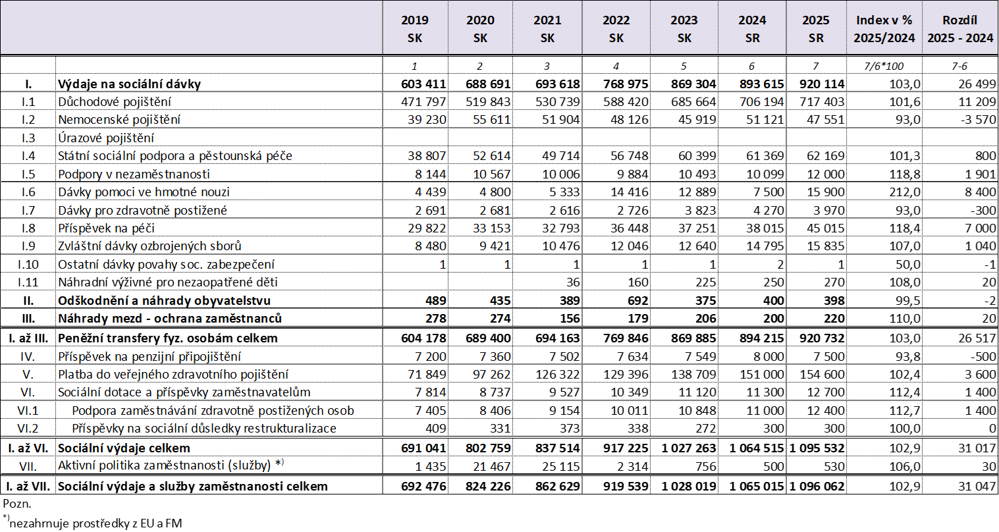 2019 2020 2021 2022 2023 2024 2025 Index v % Rozdíl
SK SK SK SK SK SR SR 2025/2024 2025 - 2024
1 2 3 4 5 6 7 7/6*100 7-6
I. Výdaje na sociální dávky 603 411 688 691 693 618 768 975 869 304 893 615 920 114 103,0 26 499
I.1 Důchodové pojištění 471 797 519 843 530 739 588 420 685 664 706 194 717 403 101,6 11 209
I.2 Nemocenské pojištění 39 230 55 611 51 904 48 126 45 919 51 121 47 551 93,0 -3 570
I.3 Úrazové pojištění
I.4 Státní sociální podpora a pěstounská péče 38 807 52 614 49 714 56 748 60 399 61 369 62 169 101,3 800
I.5 Podpory v nezaměstnanosti 8 144 10 567 10 006 9 884 10 493 10 099 12 000 118,8 1 901
I.6 Dávky pomoci ve hmotné nouzi 4 439 4 800 5 333 14 416 12 889 7 500 15 900 212,0 8 400
I.7 Dávky pro zdravotně postižené 2 691 2 681 2 616 2 726 3 823 4 270 3 970 93,0 -300
I.8 Příspěvek na péči 29 822 33 153 32 793 36 448 37 251 38 015 45 015 118,4 7 000
I.9 Zvláštní dávky ozbrojených sborů 8 480 9 421 10 476 12 046 12 640 14 795 15 835 107,0 1 040
I.10 Ostatní dávky povahy soc. zabezpečení 1 1 1 1 1 2 1 50,0 -1
I.11 Náhradní výživné pro nezaopatřené děti 36 160 225 250 270 108,0 20
II. Odškodnění a náhrady obyvatelstvu 489 435 389 692 375 400 398 99,5 -2
III. Náhrady mezd - ochrana zaměstnanců 278 274 156 179 206 200 220 110,0 20
I. až III. Peněžní transfery fyz. osobám celkem 604 178 689 400 694 163 769 846 869 885 894 215 920 732 103,0 26 517
IV. Příspěvek na penzijní připojištění 7 200 7 360 7 502 7 634 7 549 8 000 7 500 93,8 -500
V. Platba do veřejného zdravotního pojištění 71 849 97 262 126 322 129 396 138 709 151 000 154 600 102,4 3 600
VI. Sociální dotace a příspěvky zaměstnavatelům 7 814 8 737 9 527 10 349 11 120 11 300 12 700 112,4 1 400
VI.1 Podpora zaměstnávání zdravotně postižených osob 7 405 8 406 9 154 10 011 10 848 11 000 12 400 112,7 1 400
VI.2 Příspěvky na sociální důsledky restrukturalizace 409 331 373 338 272 300 300 100,0 0
I. až VI. Sociální výdaje celkem 691 041 802 759 837 514 917 225 1 027 263 1 064 515 1 095 532 102,9 31 017
VII. Aktivní politika zaměstnanosti (služby) *) 1 435 21 467 25 115 2 314 756 500 530 106,0 30
I. až VII. Sociální výdaje a služby zaměstnanosti celkem 692 476 824 226 862 629 919 539 1 028 019 1 065 015 1 096 062 102,9 31 047
Pozn.
*)nezahrnuje prostředky z EU a FM